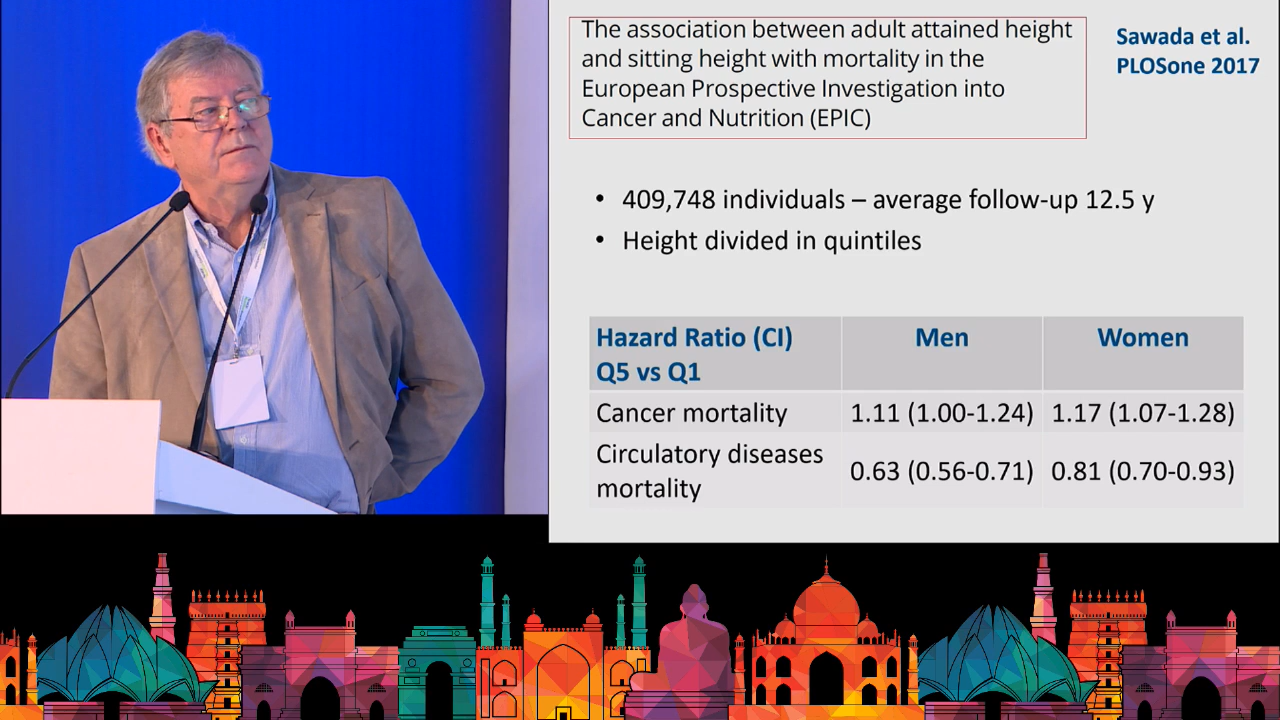 The association between adult attained height
and sitting height with mortality in the
European Prospective Investigation into
Cancer and Nutrition (EPIC)
Sawada et al.
PLOSone 2017
• 409,748 individuals – average follow-up 12.5 y
• Height divided in quintiles
Hazard Ratio (CI)
Q5 vs Q1
Men
Women
Cancer mortality
1.11 (1.00-1.24)
1.17 (1.07-1.28)
Circulatory diseases
mortality
0.63 (0.56-0.71)
0.81 (0.70-0.93)